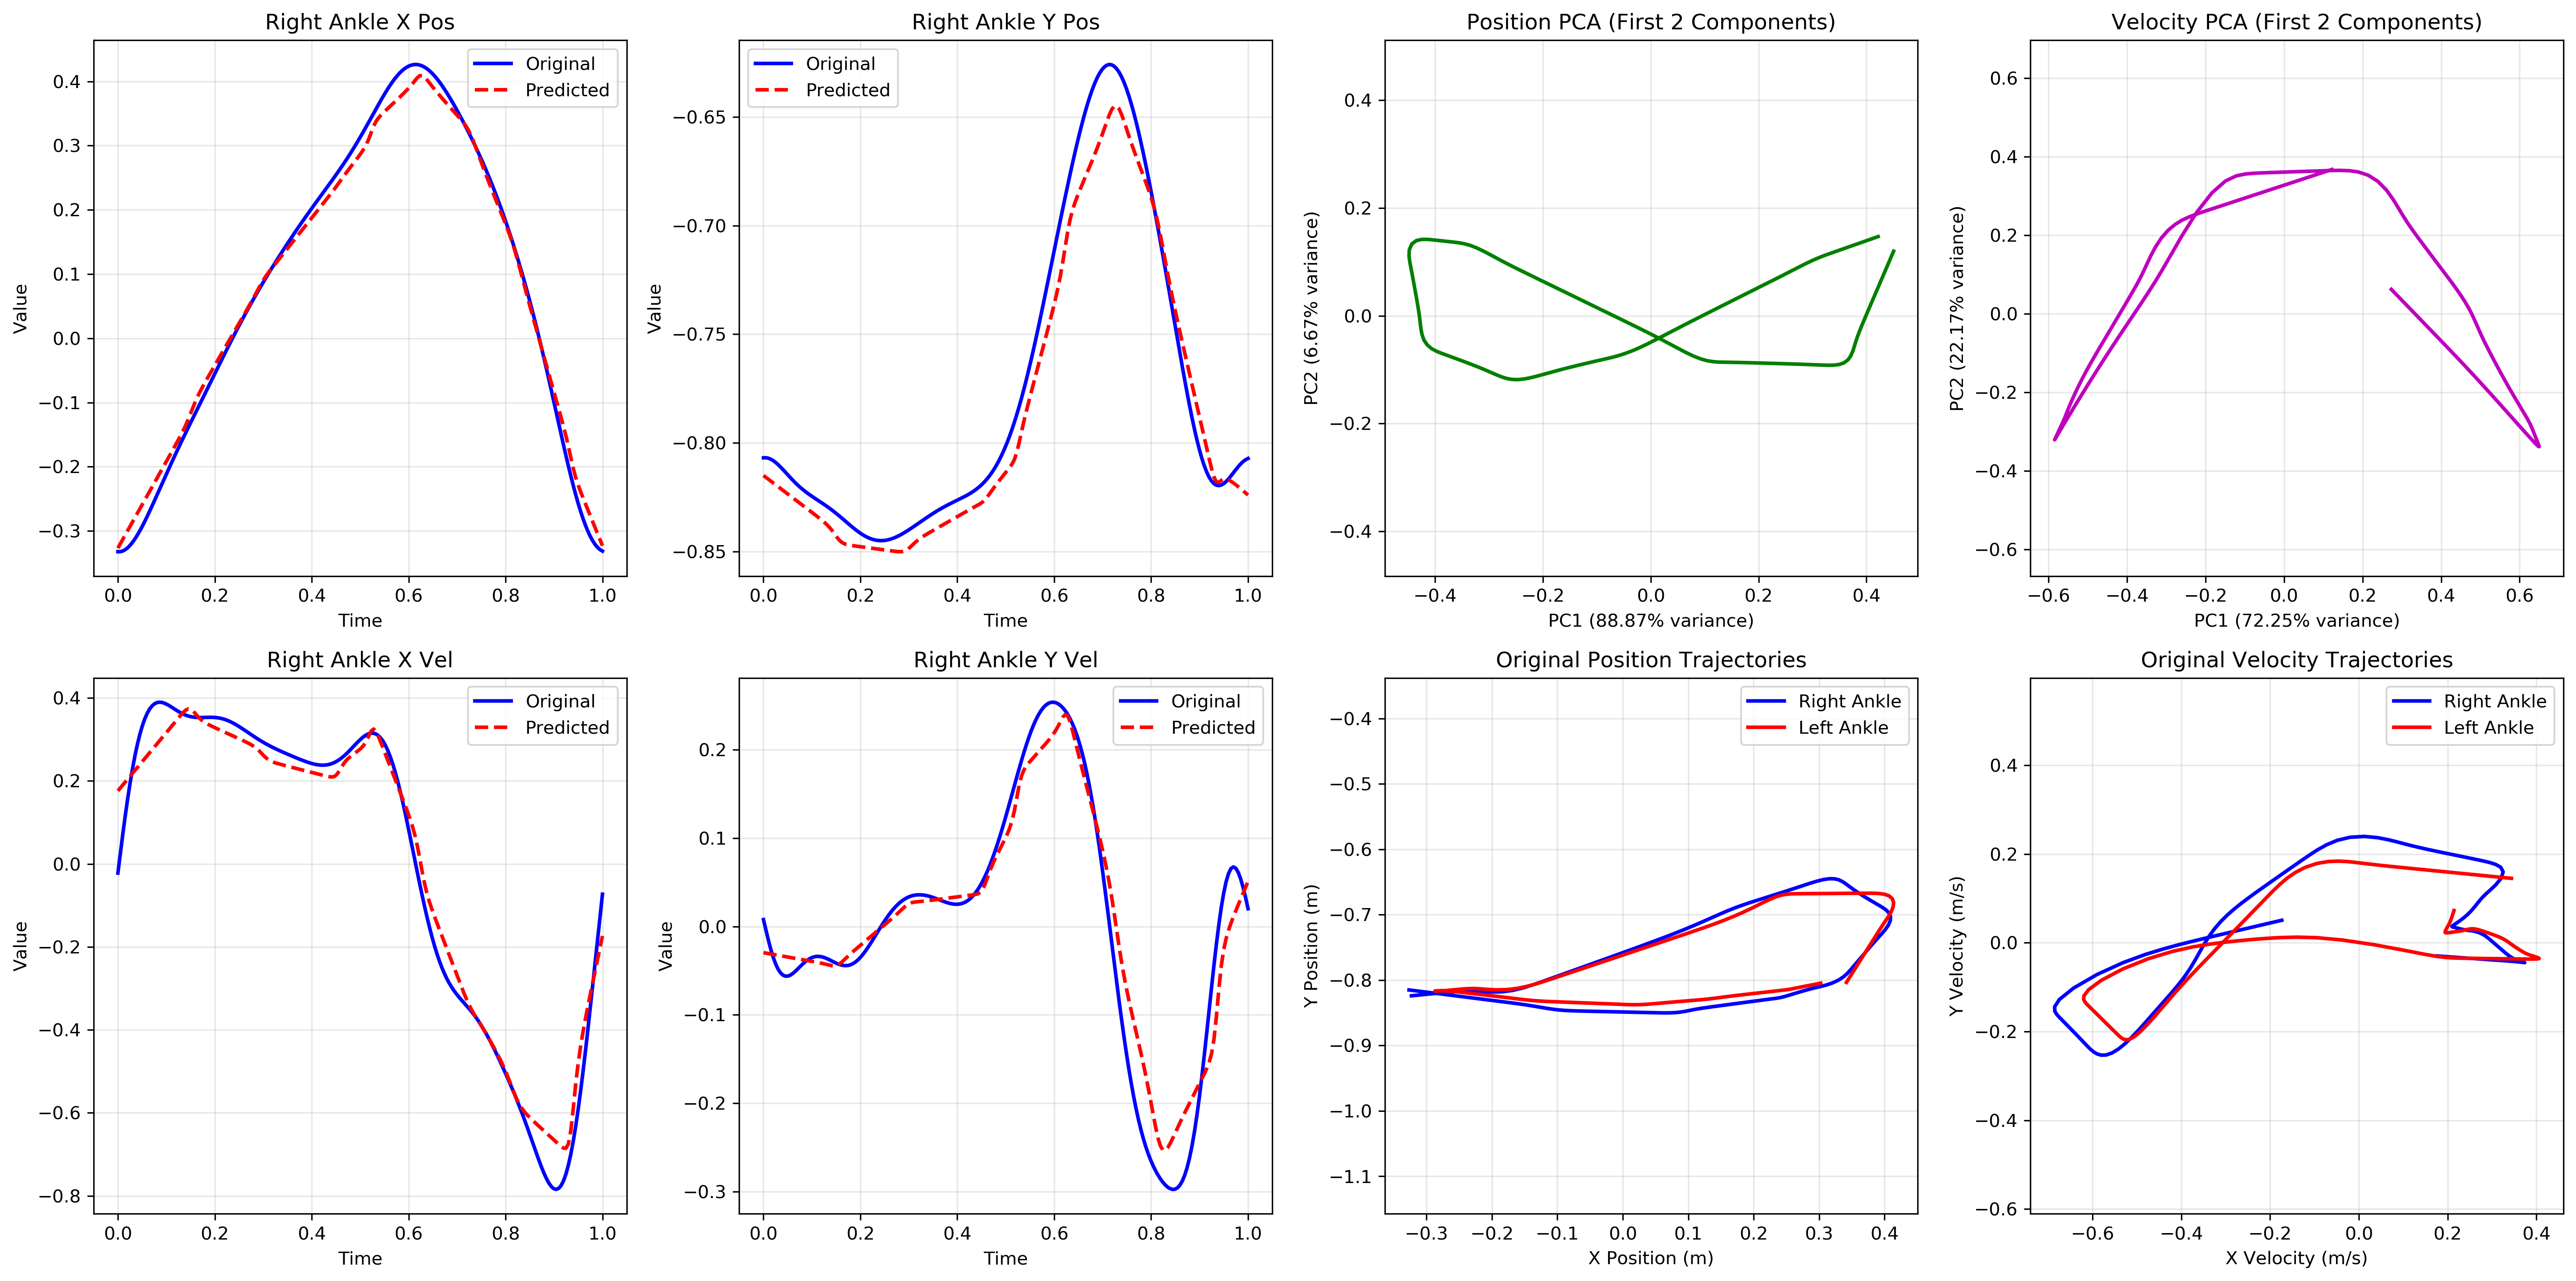 Right Ankle X Pos
Original
Predicted
Value
0.4
0.3
0.2
0.1
0.0
−0.1
−0.2
−0.3
0.0 0.2 0.4 0.6 0.8 1.0
Time
Right Ankle Y Pos
Original
Predicted
Value
−0.65
−0.70
−0.75
−0.80
−0.85
0.0 0.2 0.4 0.6 0.8 1.0
Time
Position PCA (First 2 Components)
PC2 (6.67% variance)
0.4
0.2
0.0
−0.2
−0.4
−0.4 −0.2 0.0 0.2 0.4
PC1 (88.87% variance)
Velocity PCA (First 2 Components)
PC2 (22.17% variance)
0.6
0.4
0.2
0.0
−0.2
−0.4
−0.6
−0.6 −0.4 −0.2 0.0 0.2 0.4 0.6
PC1 (72.25% variance)
Right Ankle X Vel
Original
Predicted
Value
0.4
0.2
0.0
−0.2
−0.4
−0.6
−0.8
0.0 0.2 0.4 0.6 0.8 1.0
Time
Right Ankle Y Vel
Original
Predicted
Value
0.2
0.1
0.0
−0.1
−0.2
−0.3
0.0 0.2 0.4 0.6 0.8 1.0
Time
Original Position Trajectories
Right Ankle
Left Ankle
Y Position (m)
−0.4
−0.5
−0.6
−0.7
−0.8
−0.9
−1.0
−1.1
−0.3 −0.2 −0.1 0.0 0.1 0.2 0.3 0.4
X Position (m)
Original Velocity Trajectories
Right Ankle
Left Ankle
Y Velocity (m/s)
0.4
0.2
0.0
−0.2
−0.4
−0.6
−0.6 −0.4 −0.2 0.0 0.2 0.4
X Velocity (m/s)